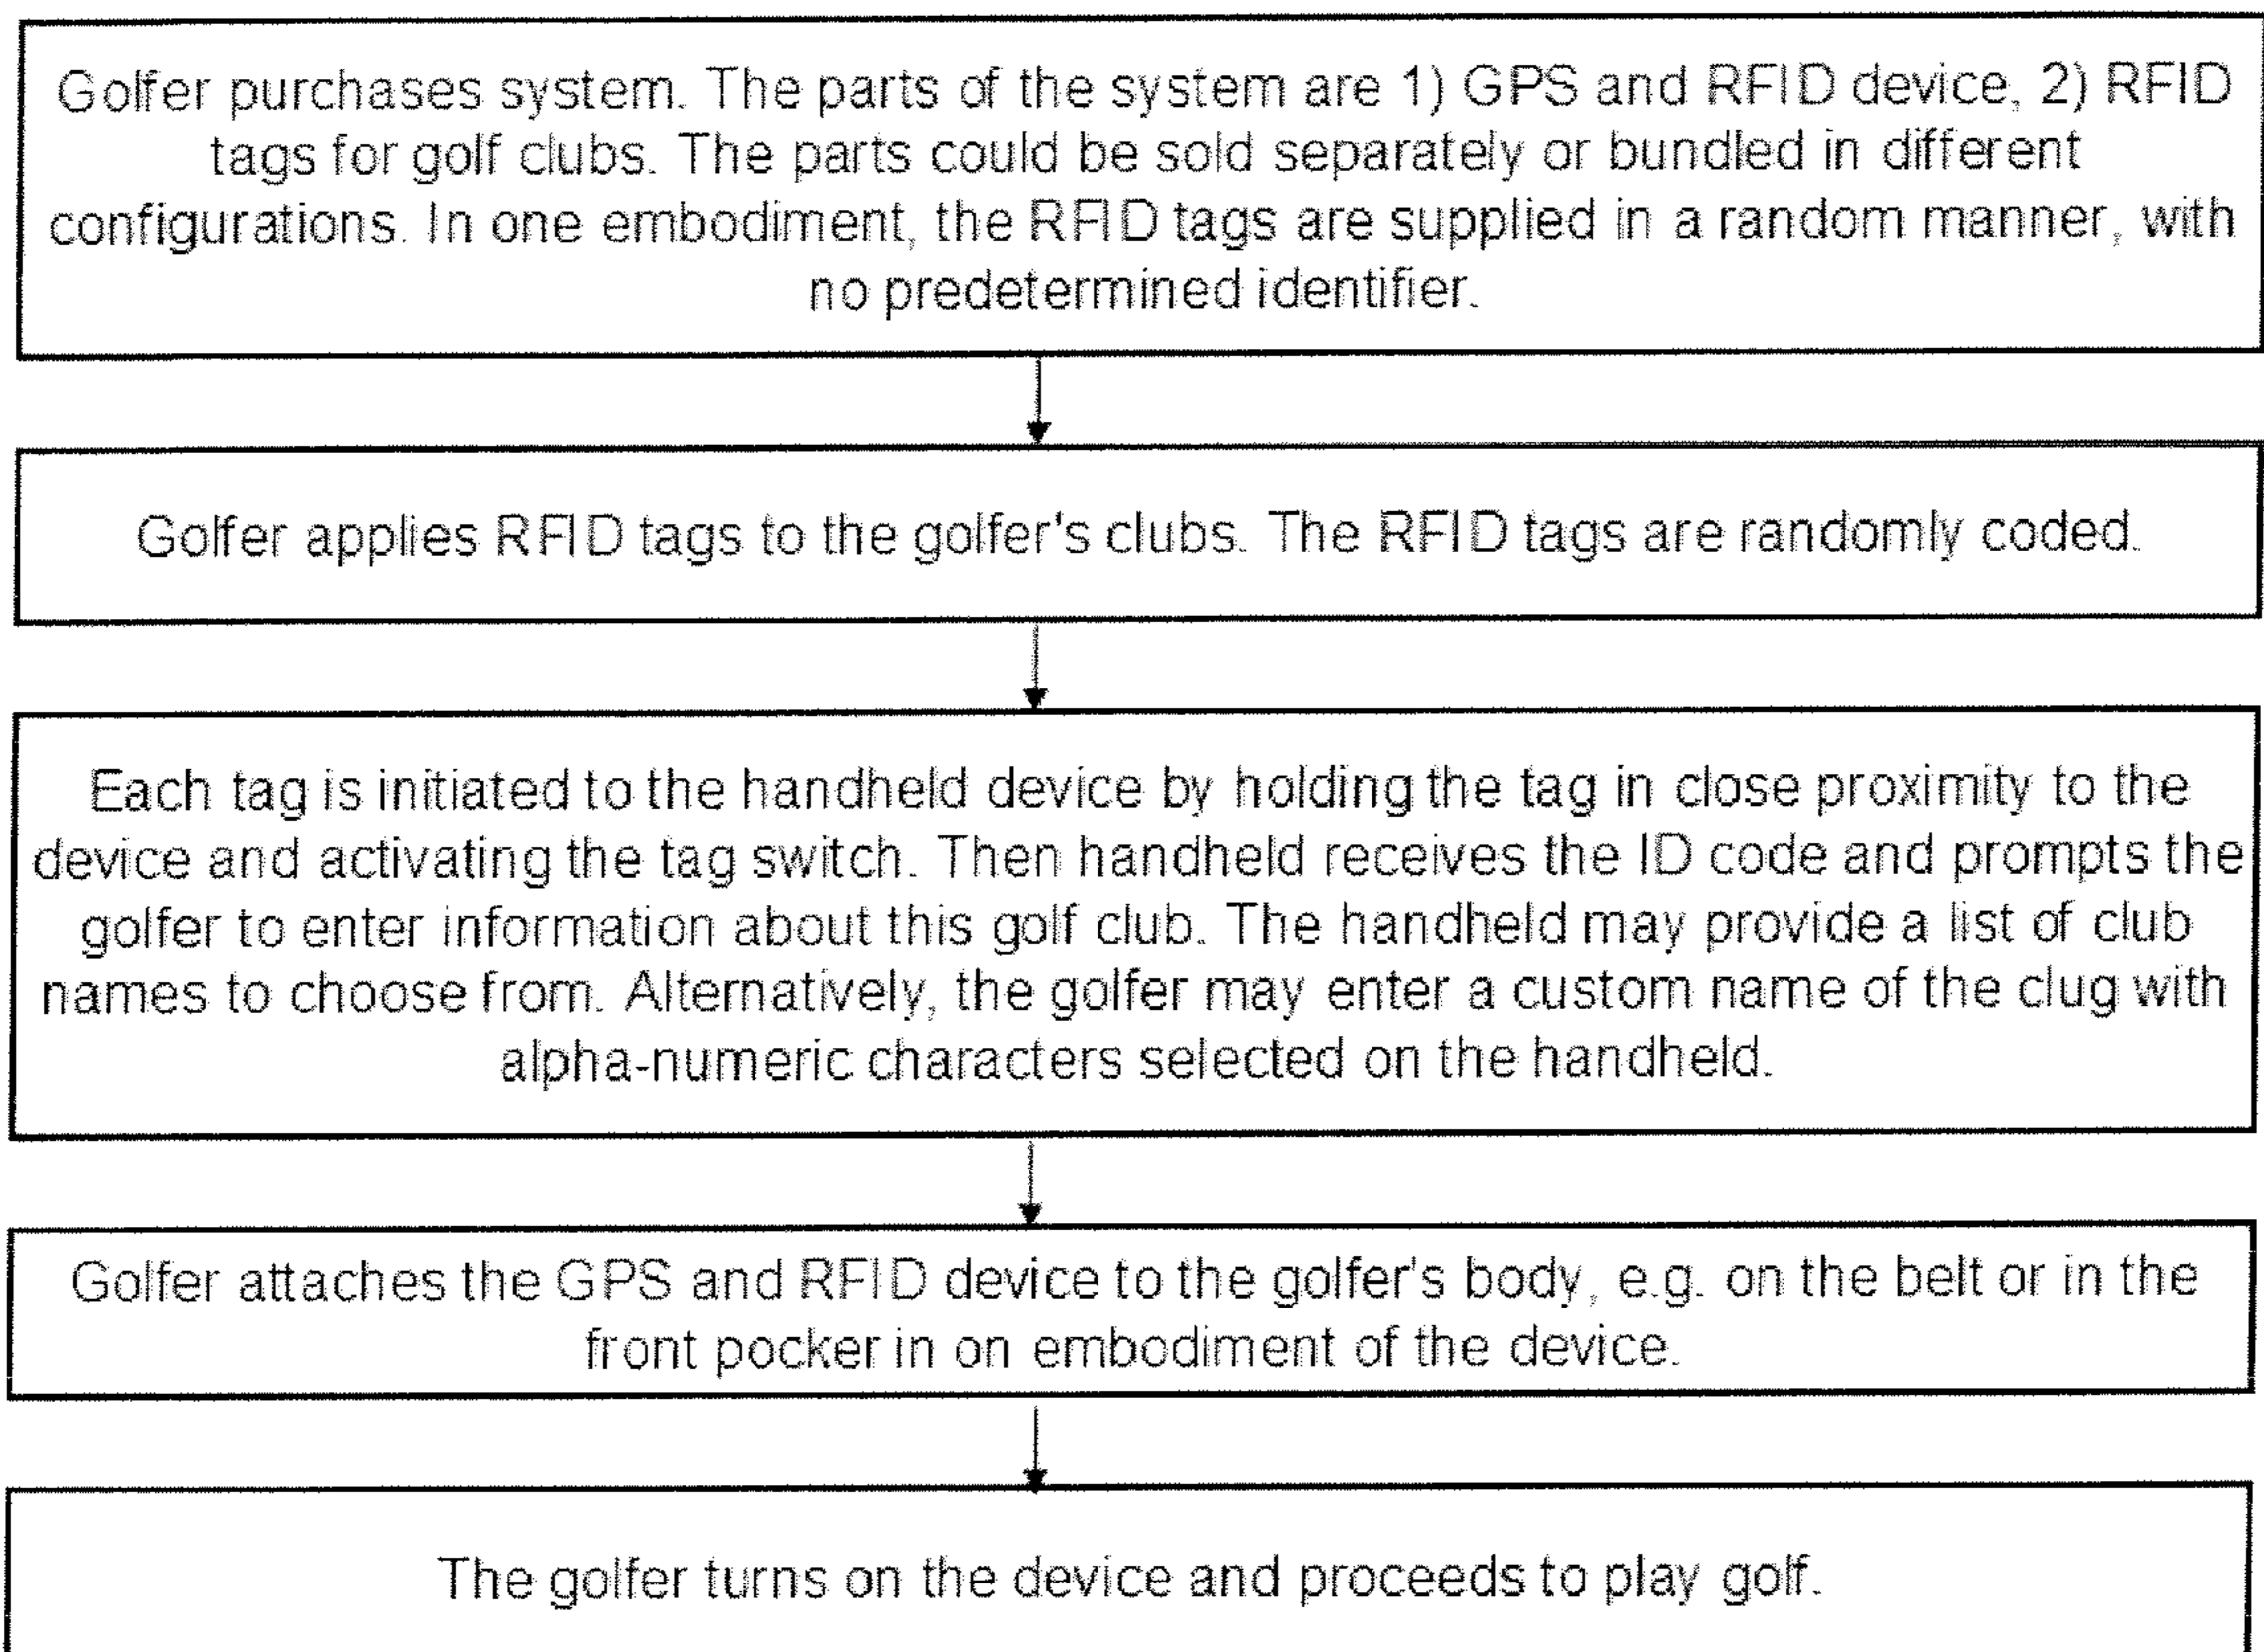 Golfer purchases system. The parts of the system are 1) GPS and RFID device, 2) RFID
tags for golf clubs. The parts could be sold separately or bundled in different
configurations. In one embodiment, the RFID tags are supplied in a random manner, with
no predetermined identifier.
Golfer applies RFID tags to the golfer's clubs. The RFID tags are randomly coded.
Each tag is initiated to the handheld device by holding the tag in close proximity to the
device and activating the tag switch. Then handheld receives the ID code and prompts the
golfer to enter information about this golf club. The handheld may provide a list of club
names to choose from. Alternatively, the golfer may enter a custom name of the clug with
alpha-numeric characters selected on the handheld.
Golfer attaches the GPS and RFID device to the golfer's body, e.g. on the belt or in the
front pocker in on embodiment of the device.
The golfer turns on the device and proceeds to play golf.